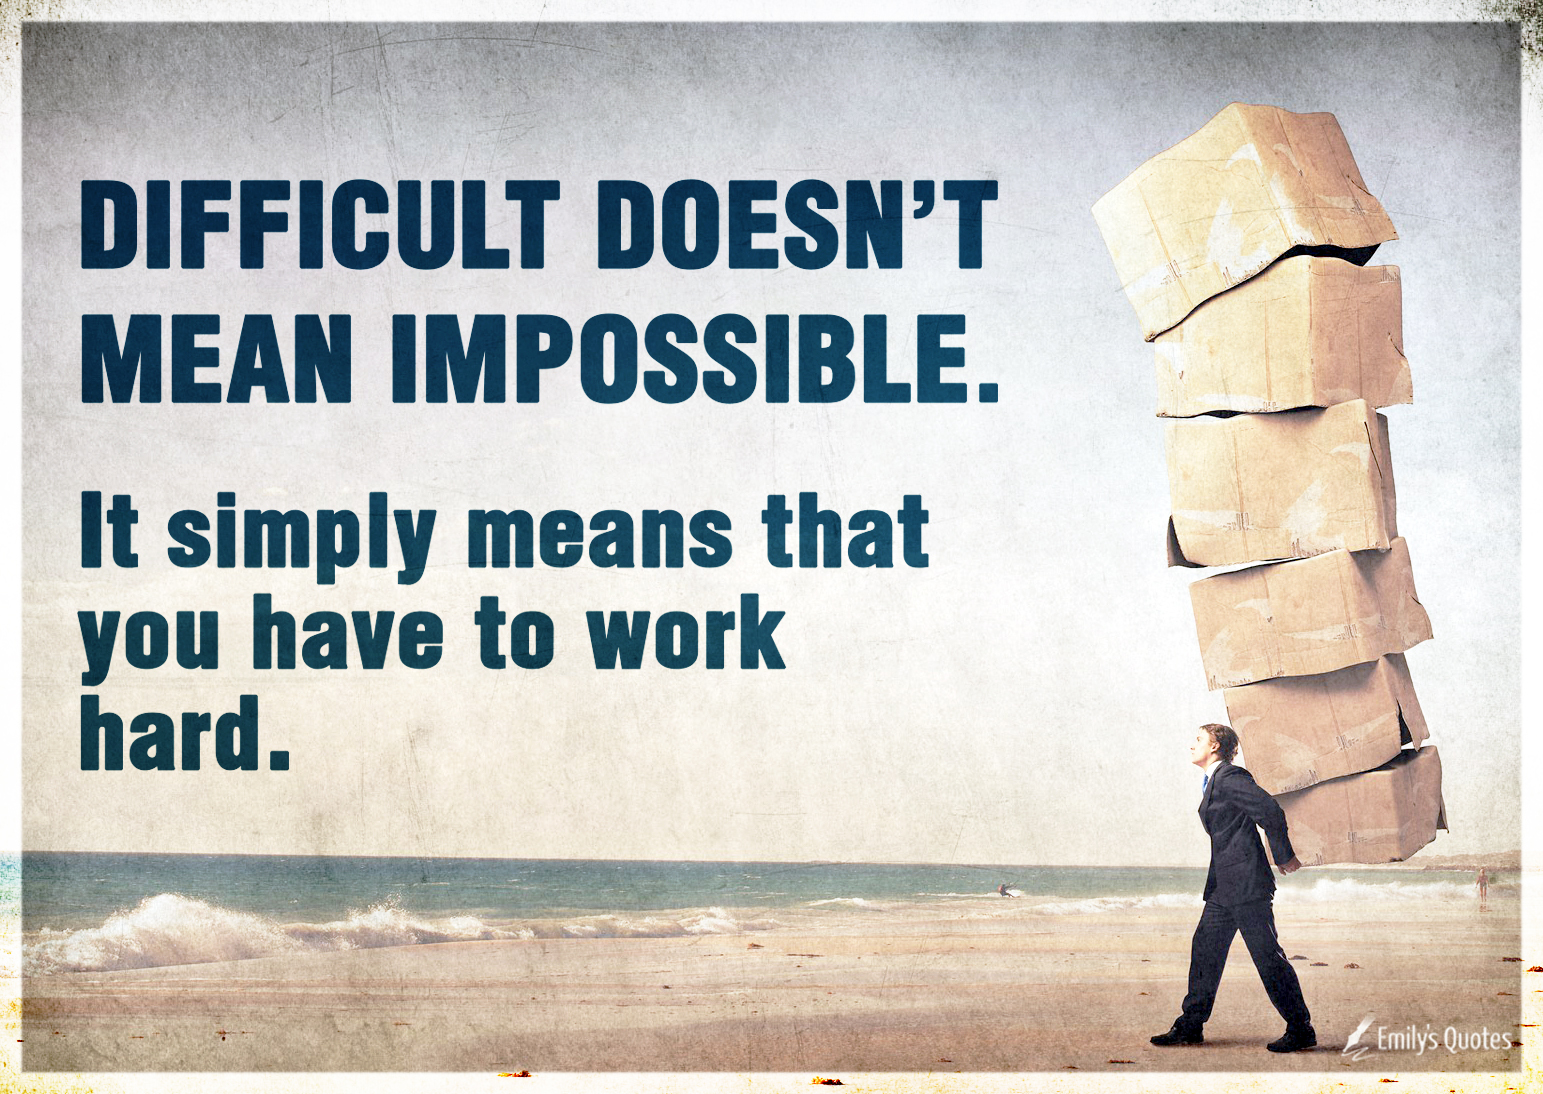 DIFFICULT DOESN’T
MEAN IMPOSSIBLE.
It simply means that
you have to work
hard.
Emily's Quotes